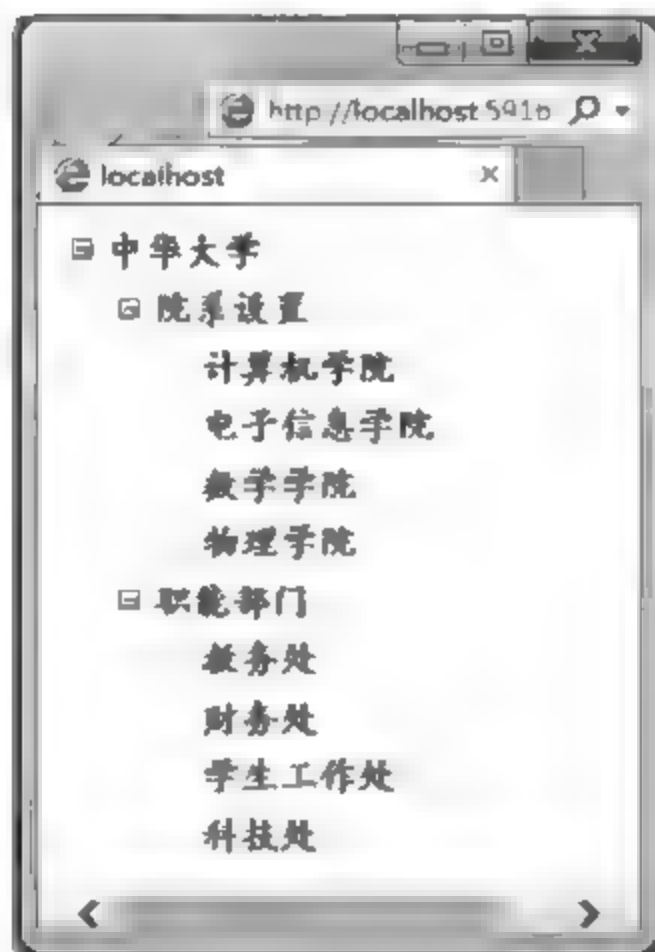 http://localhost:5916
localhost
中华大学
院系设置
计算机学院
电子信息学院
数学学院
物理学院
职能部门
教务处
财务处
学生工作处
科技处